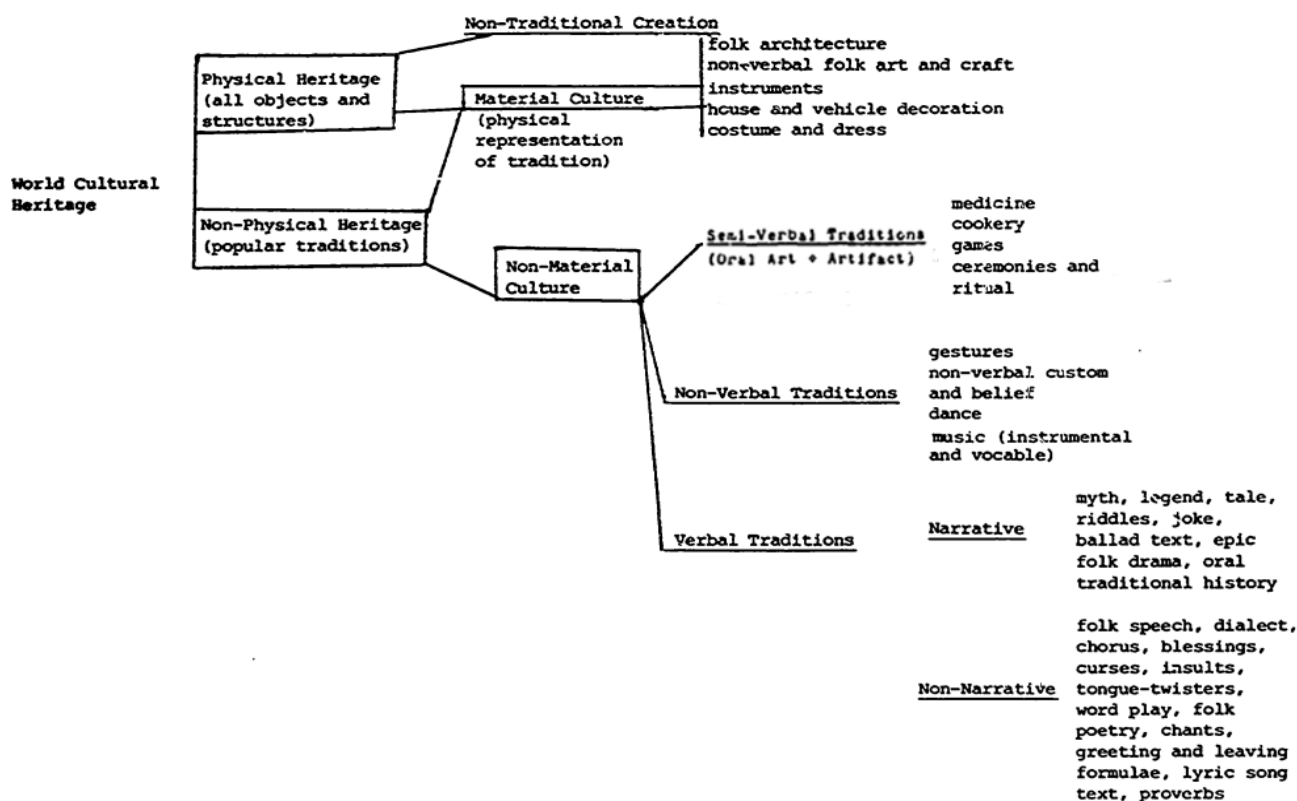 Non-Traditional Creation
folk architecture
non-verbal folk art and craft
instruments
house and vehicle decoration
costume and dress
Physical Heritage
(all objects and
structures)
Material Culture
(physical
representation
of tradition)
World Cultural
Heritage
Non-Physical Heritage
(popular traditions)
Non-Material
Culture
Semi-Verbal Traditions
(Oral Art + Artifact)
medicine
cookery
games
ceremonies and
ritual
Non-Verbal Traditions
gestures
non-verbal custom
and belief
dance
music (instrumental
and vocable)
Verbal Traditions
Narrative
myth, legend, tale,
riddles, joke,
ballad text, epic
folk drama, oral
traditional history
Non-Narrative
folk speech, dialect,
chorus, blessings,
curses, insults,
tongue-twisters,
word play, folk
poetry, chants,
greeting and leaving
formulae, lyric song
text, proverbs